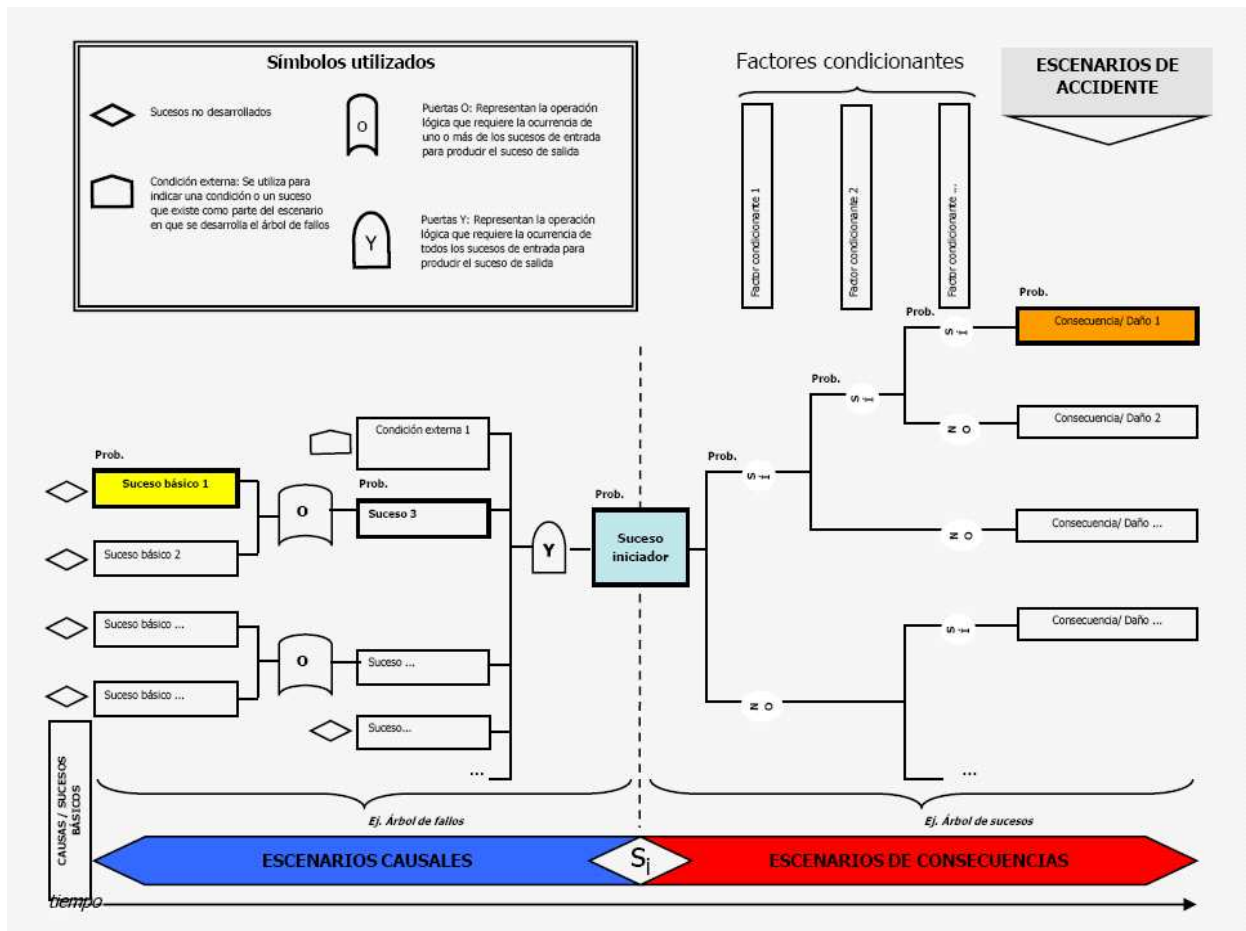 Símbolos utilizados
Sucesos no desarrollados
Condición externa: Se utiliza para
indicar una condición o un suceso
que existe como parte del escenario
en que se desarrolla el árbol de fallos
O
Puertas O: Representan la operación
lógica que requiere la ocurrencia de
uno o más de los sucesos de entrada
para producir el suceso de salida
Y
Puertas Y: Representan la operación
lógica que requiere la ocurrencia de
todos los sucesos de entrada para
producir el suceso de salida
Factores condicionantes
Factor condicionante 1
Factor condicionante 2
Factor condicionante ...
ESCENARIOS DE
ACCIDENTE
Prob.
Suceso básico 1
Suceso básico 2
Suceso básico ...
Suceso básico ...
O
O
Condición externa 1
Prob.
Suceso 3
Suceso ...
Suceso...
...
Y
Prob.
Suceso
iniciador
Prob.
SÍ
NO
Prob.
SÍ
NO
Prob.
SÍ
NO
SÍ
...
Prob.
Consecuencia/ Daño 1
Consecuencia/ Daño 2
Consecuencia/ Daño ...
Consecuencia/ Daño ...
CAUSAS / SUCESOS
BÁSICOS
Ej. Árbol de fallos
Ej. Árbol de sucesos
ESCENARIOS CAUSALES
Si
ESCENARIOS DE CONSECUENCIAS
tiempo